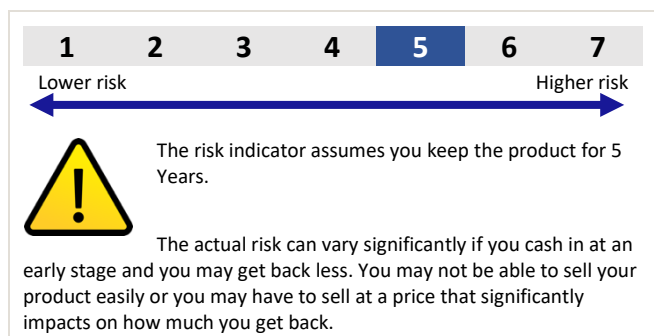 1 2 3 4 5 6 7
Lower risk Higher risk
!
The risk indicator assumes you keep the product for 5
Years.
The actual risk can vary significantly if you cash in at an
early stage and you may get back less. You may not be able to sell your
product easily or you may have to sell at a price that significantly
impacts on how much you get back.